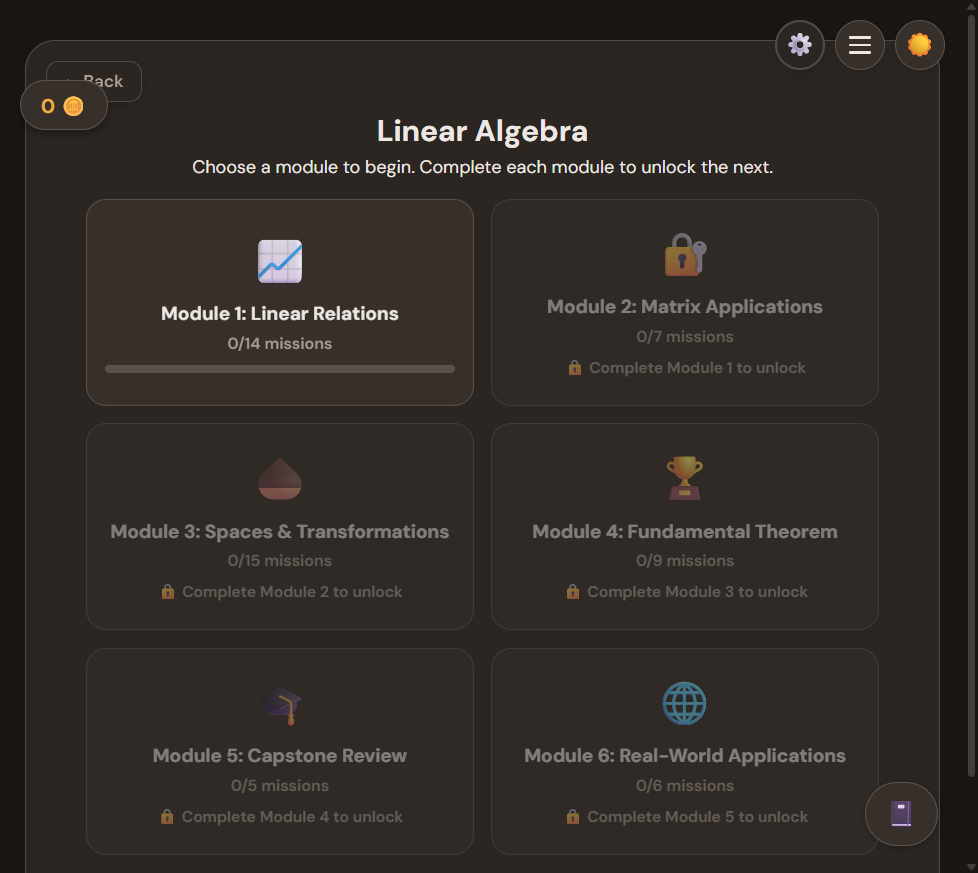 Back
0
Linear Algebra
Choose a module to begin. Complete each module to unlock the next.
Module 1: Linear Relations
0/14 missions
Module 2: Matrix Applications
0/7 missions
Complete Module 1 to unlock
Module 3: Spaces & Transformations
0/15 missions
Complete Module 2 to unlock
Module 4: Fundamental Theorem
0/9 missions
Complete Module 3 to unlock
Module 5: Capstone Review
0/5 missions
Complete Module 4 to unlock
Module 6: Real-World Applications
0/6 missions
Complete Module 5 to unlock